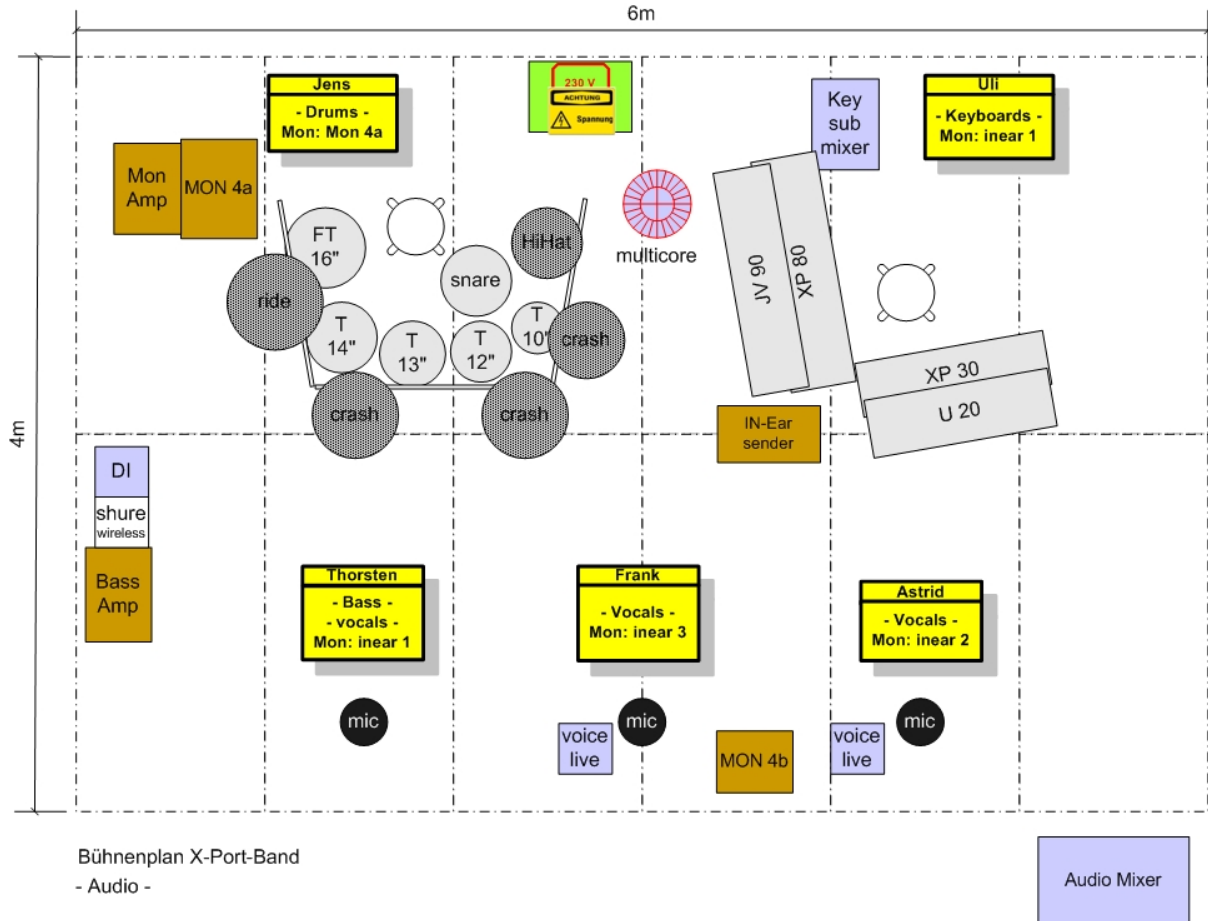 6m
4m
Jens
- Drums -
Mon: Mon 4a
230 V
ACHTUNG
Spannung
Key
sub
mixer
Uli
- Keyboards -
Mon: inear 1
Mon
Amp
MON 4a
multicore
FT
16"
HiHat
snare
ride
T
14"
T
13"
T
12"
T
10"
crash
crash
crash
JV 90
XP 80
XP 30
U 20
IN-Ear
sender
DI
shure
wireless
Bass
Amp
Thorsten
- Bass -
- vocals -
Mon: inear 1
Frank
- Vocals -
Mon: inear 3
Astrid
- Vocals -
Mon: inear 2
mic
mic
mic
voice
live
MON 4b
voice
live
Bühnenplan X-Port-Band
- Audio -
Audio Mixer